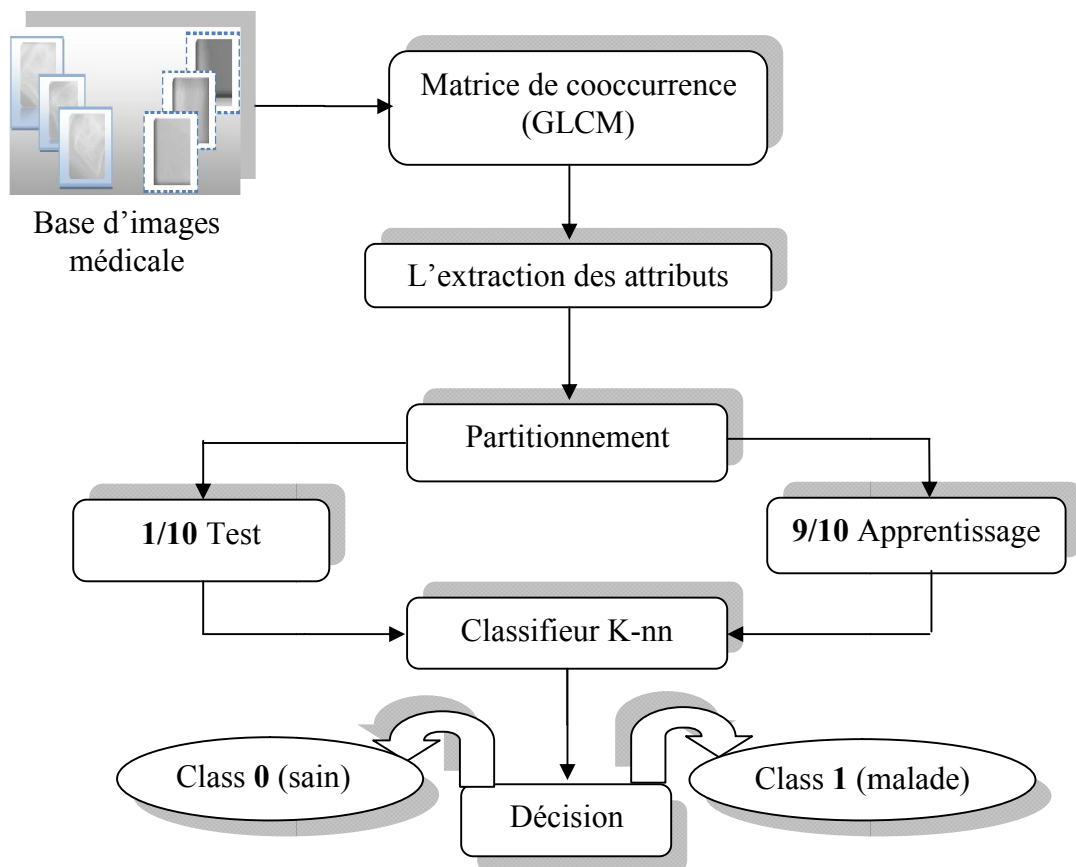 Matrice de cooccurrence
(GLCM)
Base d’images
médicale
L’extraction des attributs
Partitionnement
1/10 Test
9/10 Apprentissage
Classifieur K-nn
Class 0 (sain)
Class 1 (malade)
Décision